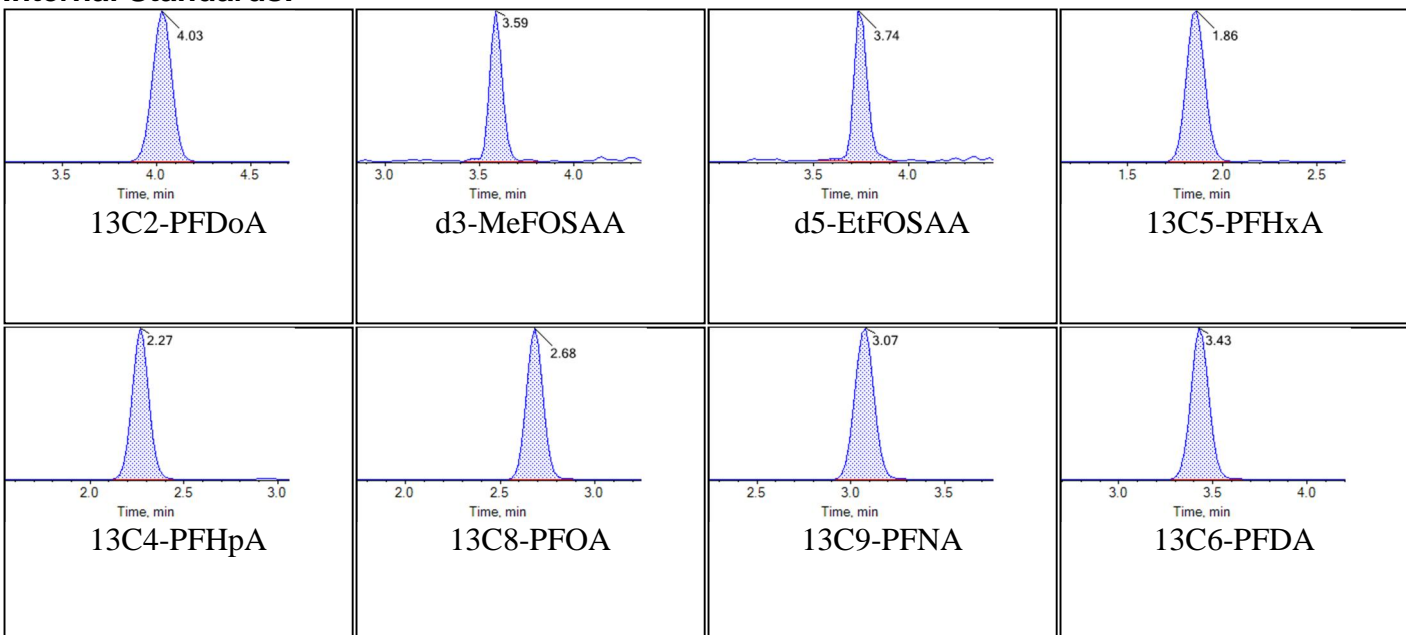 Internal Standards:
4.03
3.59
3.74
1.86
3.5 4.0 4.5
3.0 3.5 4.0
3.5 4.0
1.5 2.0 2.5
Time, min
Time, min
Time, min
Time, min
13C2-PFDoA
d3-MeFOSAA
d5-EtFOSAA
13C5-PFHxA
2.27
2.68
3.07
3.43
2.0 2.5 3.0
2.0 2.5 3.0
2.5 3.0 3.5
3.0 3.5 4.0
Time, min
Time, min
Time, min
Time, min
13C4-PFHpA
13C8-PFOA
13C9-PFNA
13C6-PFDA